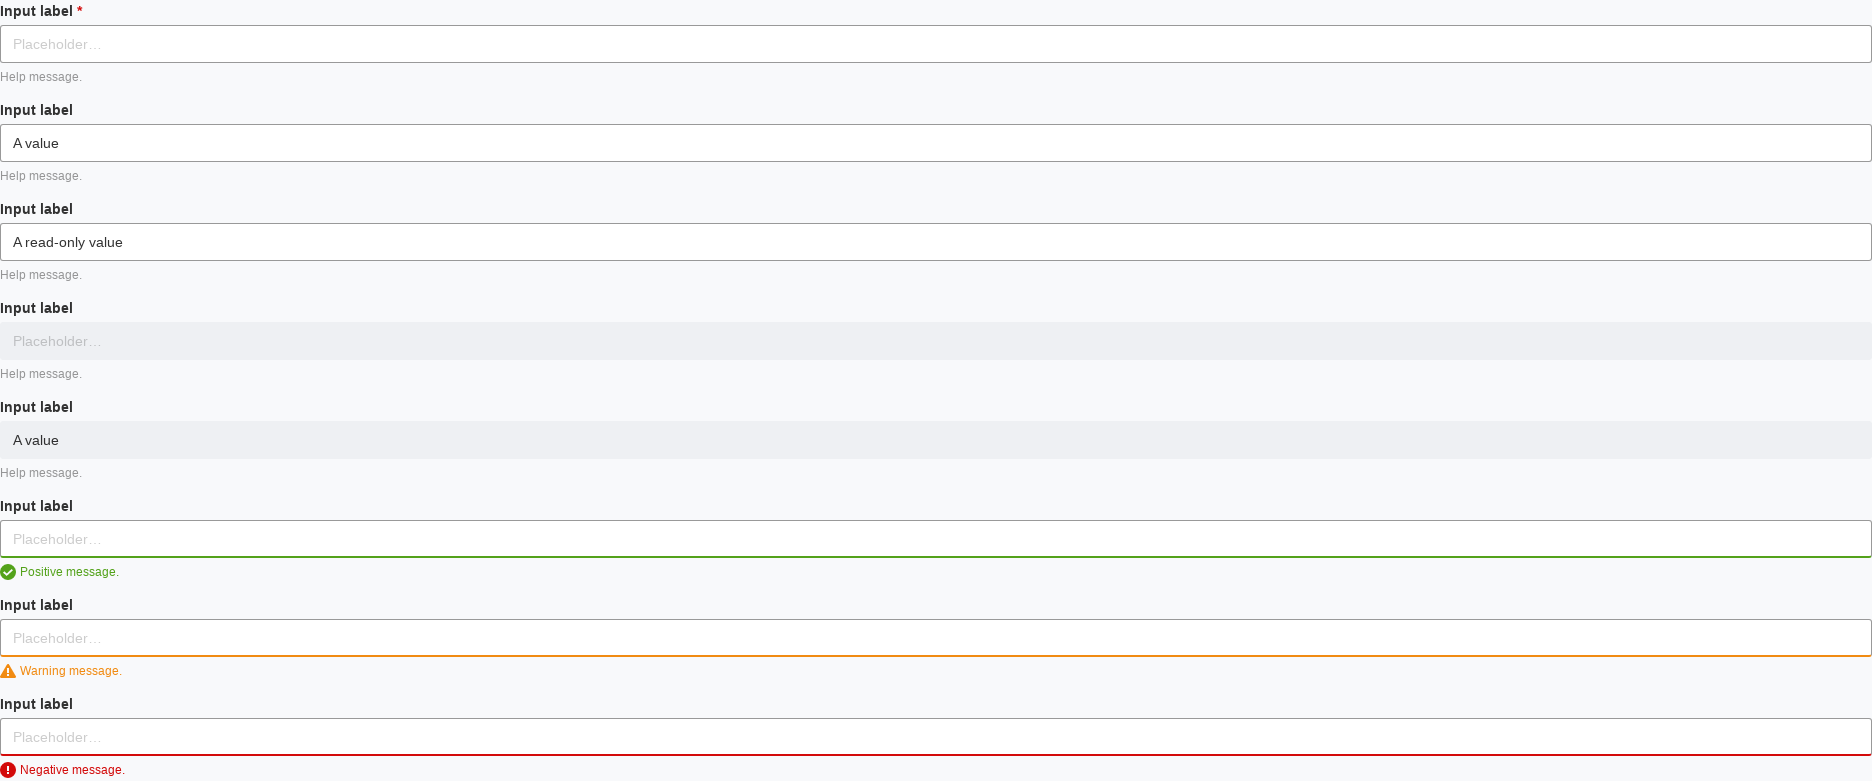 Input label *
Placeholder…
Help message.
Input label
A value
Help message.
Input label
A read-only value
Help message.
Input label
Placeholder…
Help message.
Input label
A value
Help message.
Input label
Placeholder…
Positive message.
Input label
Placeholder…
Warning message.
Input label
Placeholder…
Negative message.